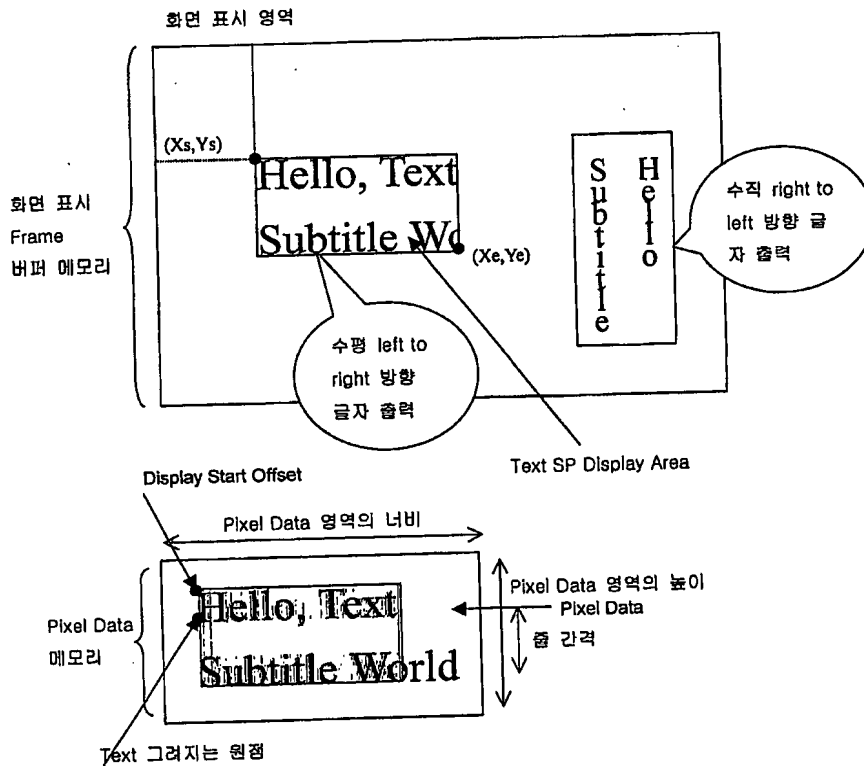 화면 표시 영역
(Xs,Ys)
Hello, Text
Subtitle Wo
(Xe,Ye)
화면 표시
Frame
버퍼 메모리
Hello
Subtitle
수직 right to
left 방향 글
자 출력
수평 left to
right 방향
글자 출력
Text SP Display Area
Display Start Offset
Pixel Data 영역의 너비
Hello, Text
Subtitle World
Pixel Data 영역의 높이
Pixel Data
줄 간격
Pixel Data
메모리
Text 그려지는 원점